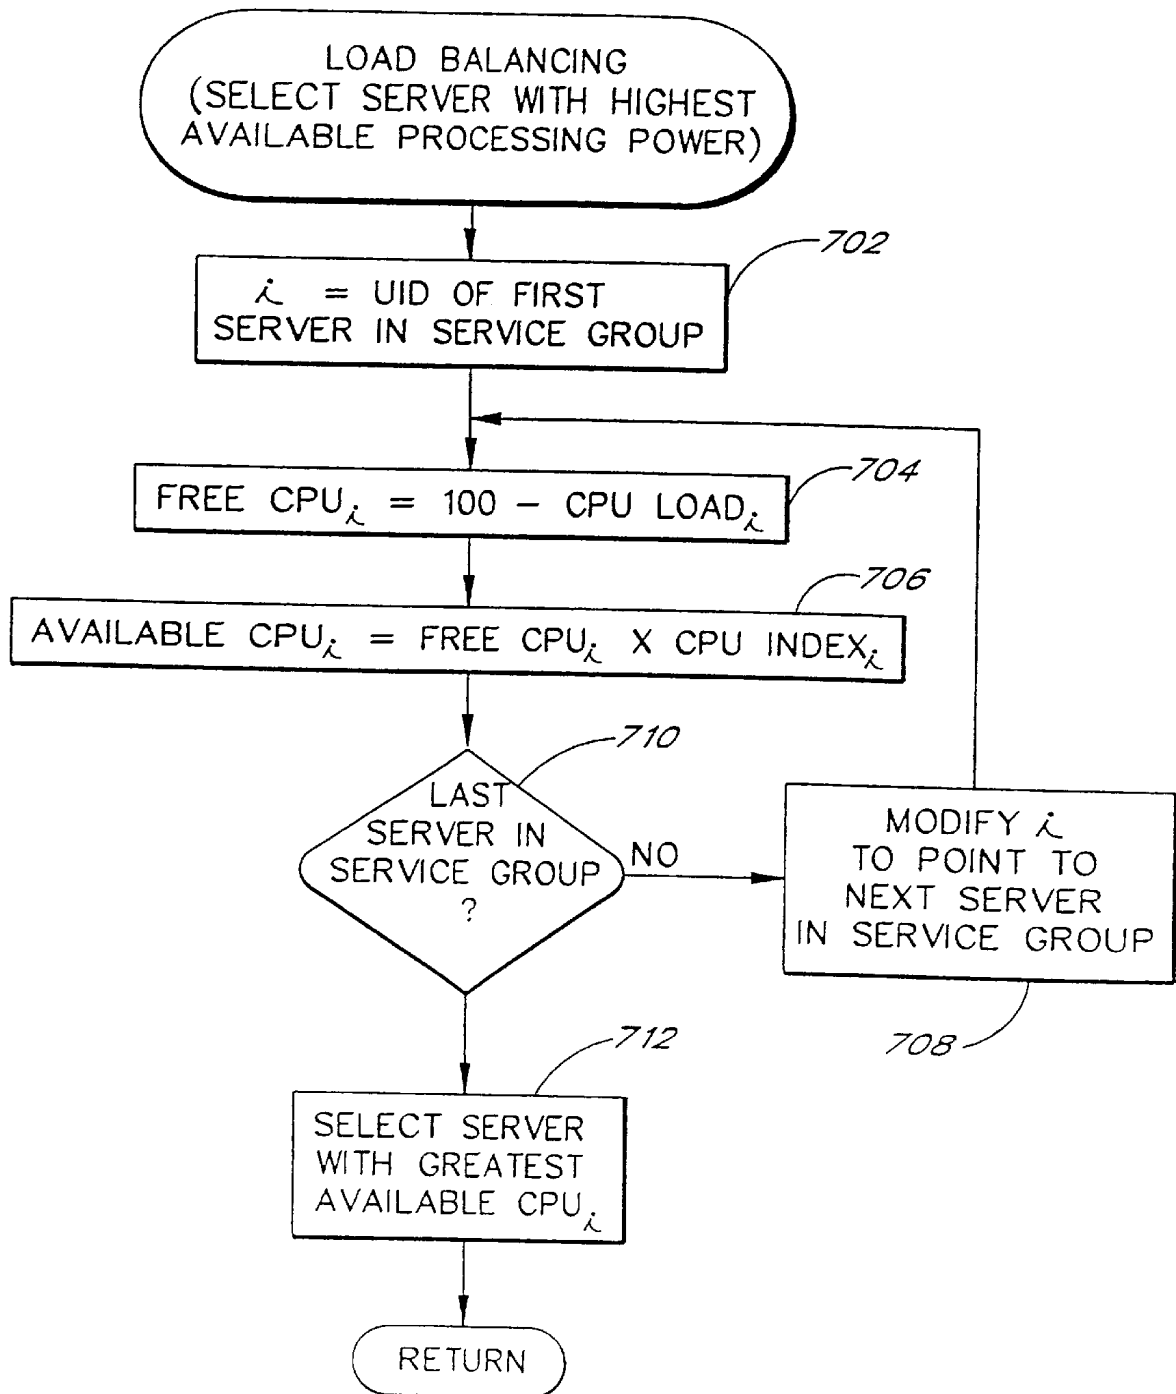 LOAD BALANCING
(SELECT SERVER WITH HIGHEST
AVAILABLE PROCESSING POWER)
702
i = UID OF FIRST
SERVER IN SERVICE GROUP
704
FREE CPUi = 100 – CPU LOADi
706
AVAILABLE CPUi = FREE CPUi X CPU INDEXi
710
LAST
SERVER IN
SERVICE GROUP
?
NO
MODIFY i
TO POINT TO
NEXT SERVER
IN SERVICE GROUP
708
712
SELECT SERVER
WITH GREATEST
AVAILABLE CPUi
RETURN